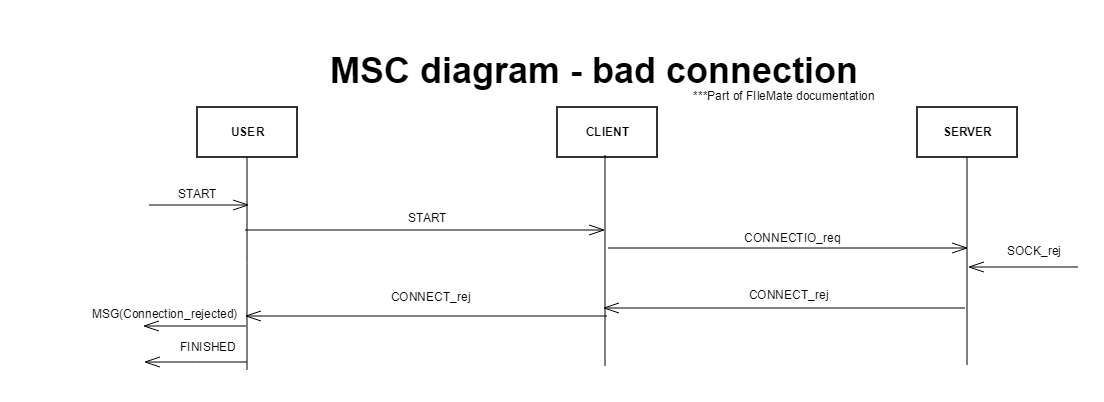 MSC diagram - bad connection
***Part of FIleMate documentation
USER
CLIENT
SERVER
START
START
CONNECTIO_req
SOCK_rej
CONNECT_rej
CONNECT_rej
MSG(Connection_rejected)
FINISHED